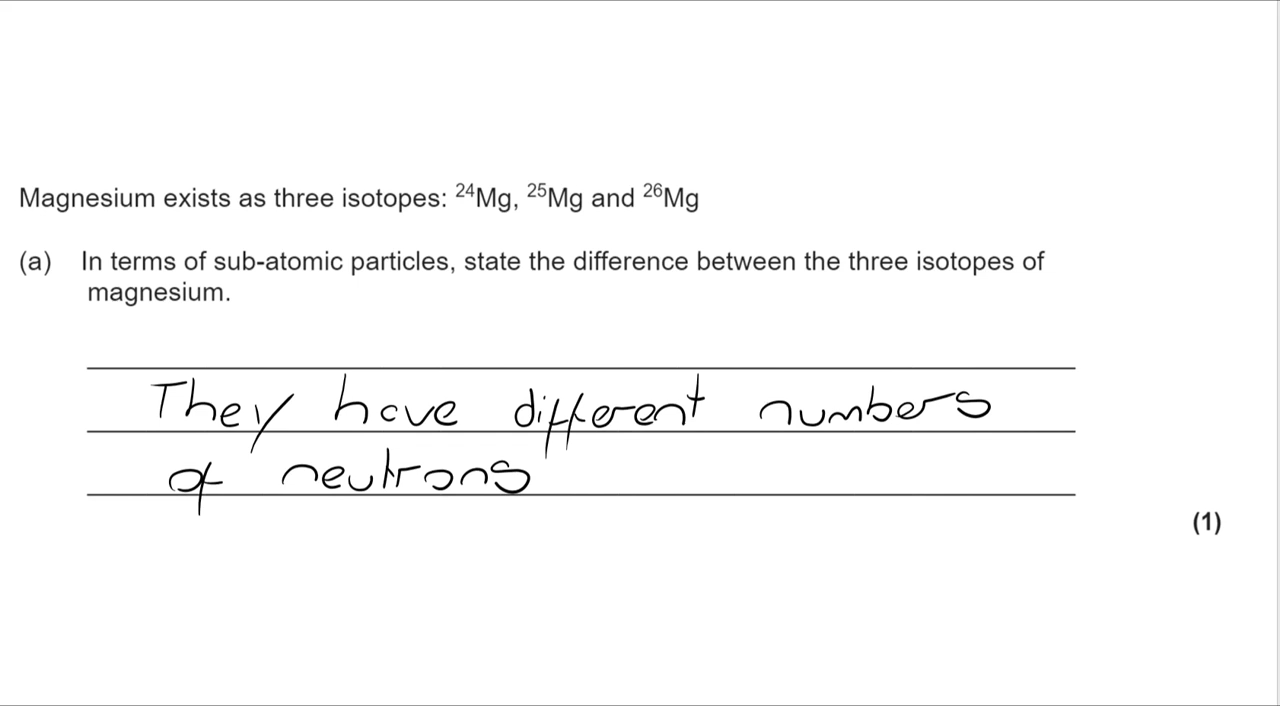 Magnesium exists as three isotopes: ²⁴Mg, ²⁵Mg and ²⁶Mg
(a) In terms of sub-atomic particles, state the difference between the three isotopes of
magnesium.
They have different numbers
of neutrons
(1)